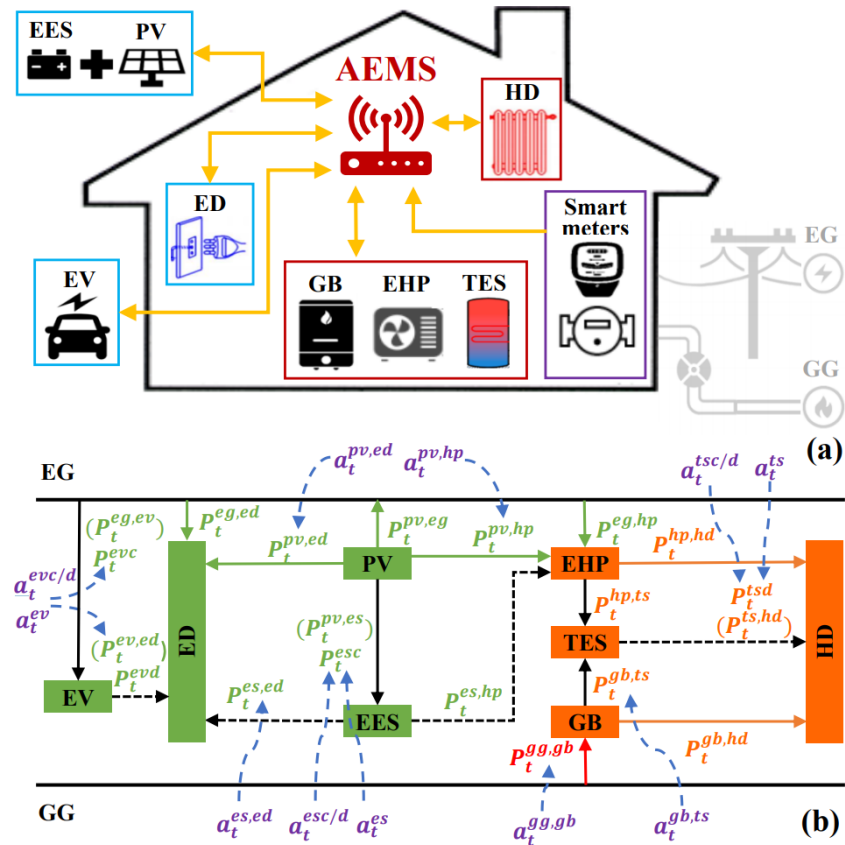 EES PV
AEMS
HD
ED
Smart
meters
EG
EV
GB EHP TES
GG
(a)
EG
a_t^{pv,ed} a_t^{pv,hp}
a_t^{tsc/d} a_t^{ts}
(P_t^{eg,ev})
P_t^{evc}
P_t^{eg,ed}
P_t^{pv,ed}
P_t^{pv,eg}
P_t^{pv,hp}
P_t^{eg,hp}
P_t^{hp,hd}
PV
EHP
a_t^{evc/d}
a_t^{ev}
P_t^{hp,ts}
P_t^{tsd}
(P_t^{ts,hd})
(P_t^{pv,es})
P_t^{esc}
(P_t^{ev,ed})
P_t^{evd}
ED
TES
HD
EV
P_t^{es,ed}
P_t^{es,hp}
P_t^{gb,ts}
EES
GB
P_t^{gg,gb}
P_t^{gb,hd}
GG
a_t^{es,ed} a_t^{esc/d} a_t^{es}
a_t^{gg,gb}
a_t^{gb,ts}
(b)